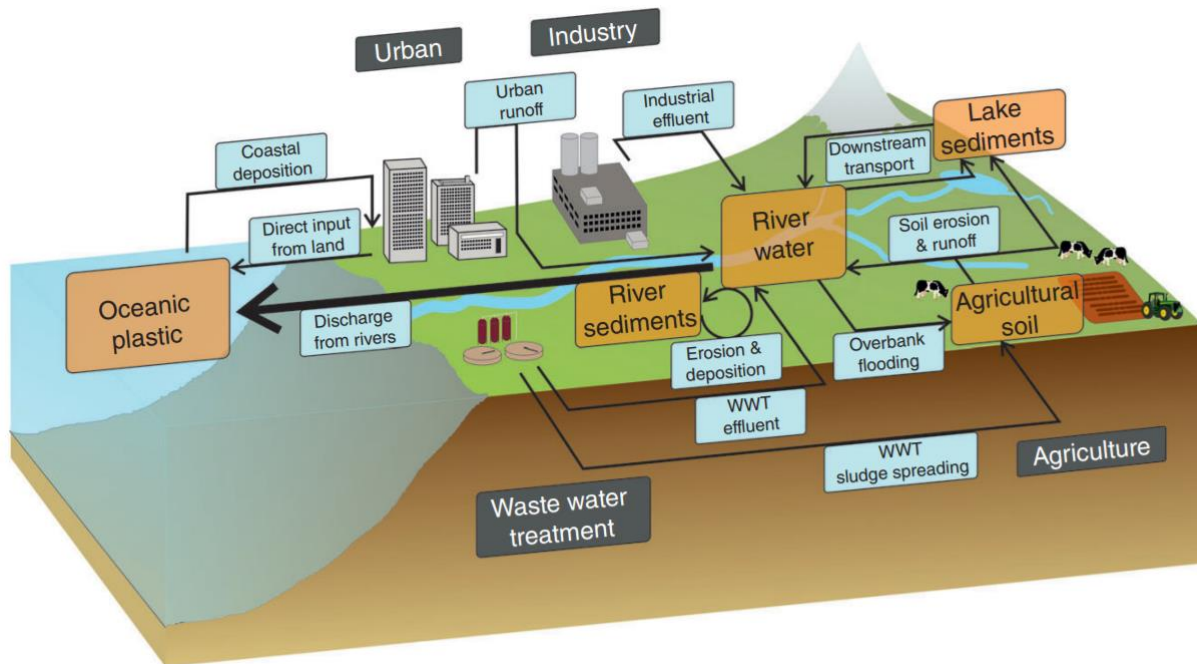 Urban
Industry
Urban
runoff
Industrial
effluent
Lake
sediments
Coastal
deposition
Downstream
transport
Direct input
from land
River
water
Soil erosion
& runoff
Oceanic
plastic
Discharge
from rivers
River
sediments
Agricultural
soil
Erosion &
deposition
Overbank
flooding
WWT
effluent
WWT
sludge spreading
Agriculture
Waste water
treatment